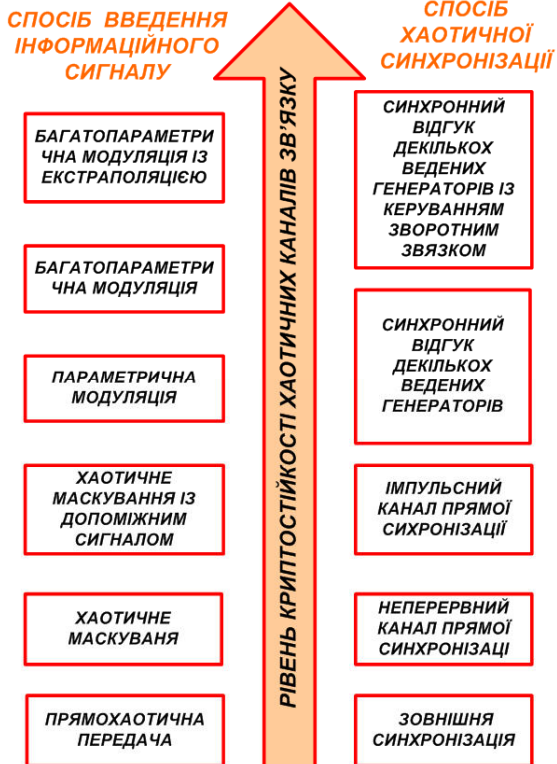 СПОСІБ ВВЕДЕННЯ
ІНФОРМАЦІЙНОГО
СИГНАЛУ
БАГАТОПАРАМЕТРИ
ЧНА МОДУЛЯЦІЯ ІЗ
ЕКСТРАПОЛЯЦІЄЮ
БАГАТОПАРАМЕТРИ
ЧНА МОДУЛЯЦІЯ
ПАРАМЕТРИЧНА
МОДУЛЯЦІЯ
ХАОТИЧНЕ
МАСКУВАННЯ ІЗ
ДОПОМІЖНИМ
СИГНАЛОМ
ХАОТИЧНЕ
МАСКУВАНЯ
ПРЯМОХАОТИЧНА
ПЕРЕДАЧА
РІВЕНЬ КРИПТОСТІЙКОСТІ ХАОТИЧНИХ КАНАЛІВ ЗВ'ЯЗКУ
СПОСІБ
ХАОТИЧНОЇ
СИНХРОНІЗАЦІЇ
СИНХРОННИЙ
ВІДГУК
ДЕКІЛЬКОХ
ВЕДЕНИХ
ГЕНЕРАТОРІВ ІЗ
КЕРУВАННЯМ
ЗВОРОТНИМ
ЗВЯЗКОМ
СИНХРОННИЙ
ВІДГУК
ДЕКІЛЬКОХ
ВЕДЕНИХ
ГЕНЕРАТОРІВ
ІМПУЛЬСНИЙ
КАНАЛ ПРЯМОЇ
СИХРОНІЗАЦІЇ
НЕПЕРЕРВНИЙ
КАНАЛ ПРЯМОЇ
СИНХРОНІЗАЦІ
ЗОВНІШНЯ
СИНХРОНІЗАЦІЯ